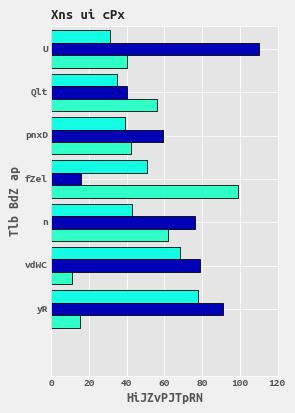 Xns ui cPx
U
Qlt
pnxD
fZel
n
vdWC
yR
Tlb BdZ ap
0 20 40 60 80 100 120
HiJZvPJTpRN